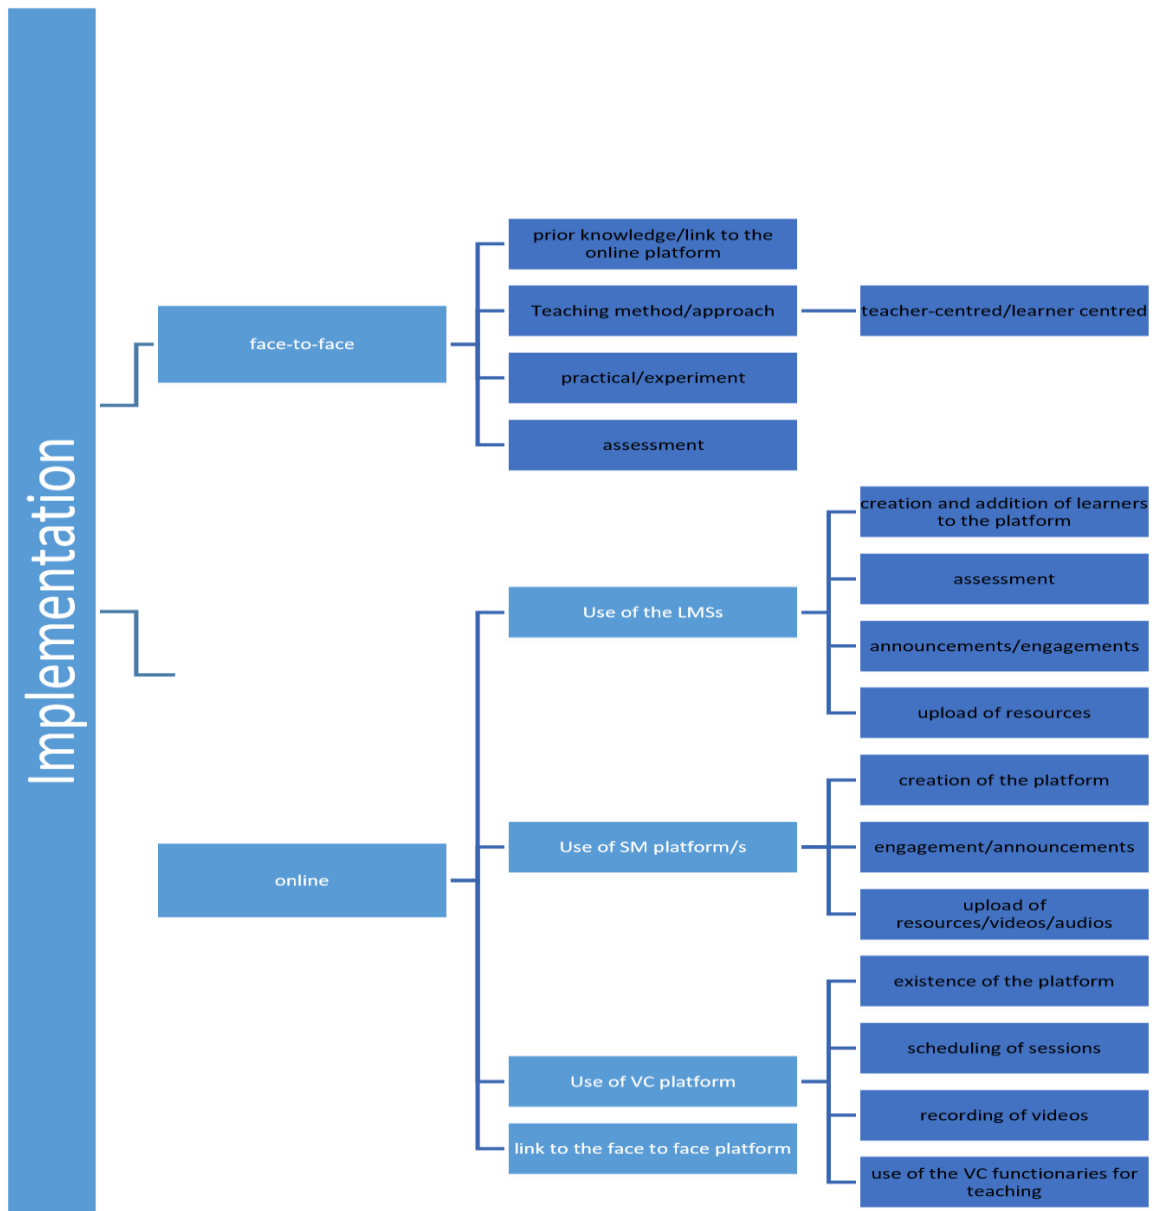 Implementation
face-to-face
prior knowledge/link to the
online platform
Teaching method/approach
teacher-centred/learner centred
practical/experiment
assessment
online
Use of the LMSs
creation and addition of learners
to the platform
assessment
announcements/engagements
upload of resources
Use of SM platform/s
creation of the platform
engagement/announcements
upload of
resources/videos/audios
Use of VC platform
existence of the platform
scheduling of sessions
recording of videos
use of the VC functionaries for
teaching
link to the face to face platform